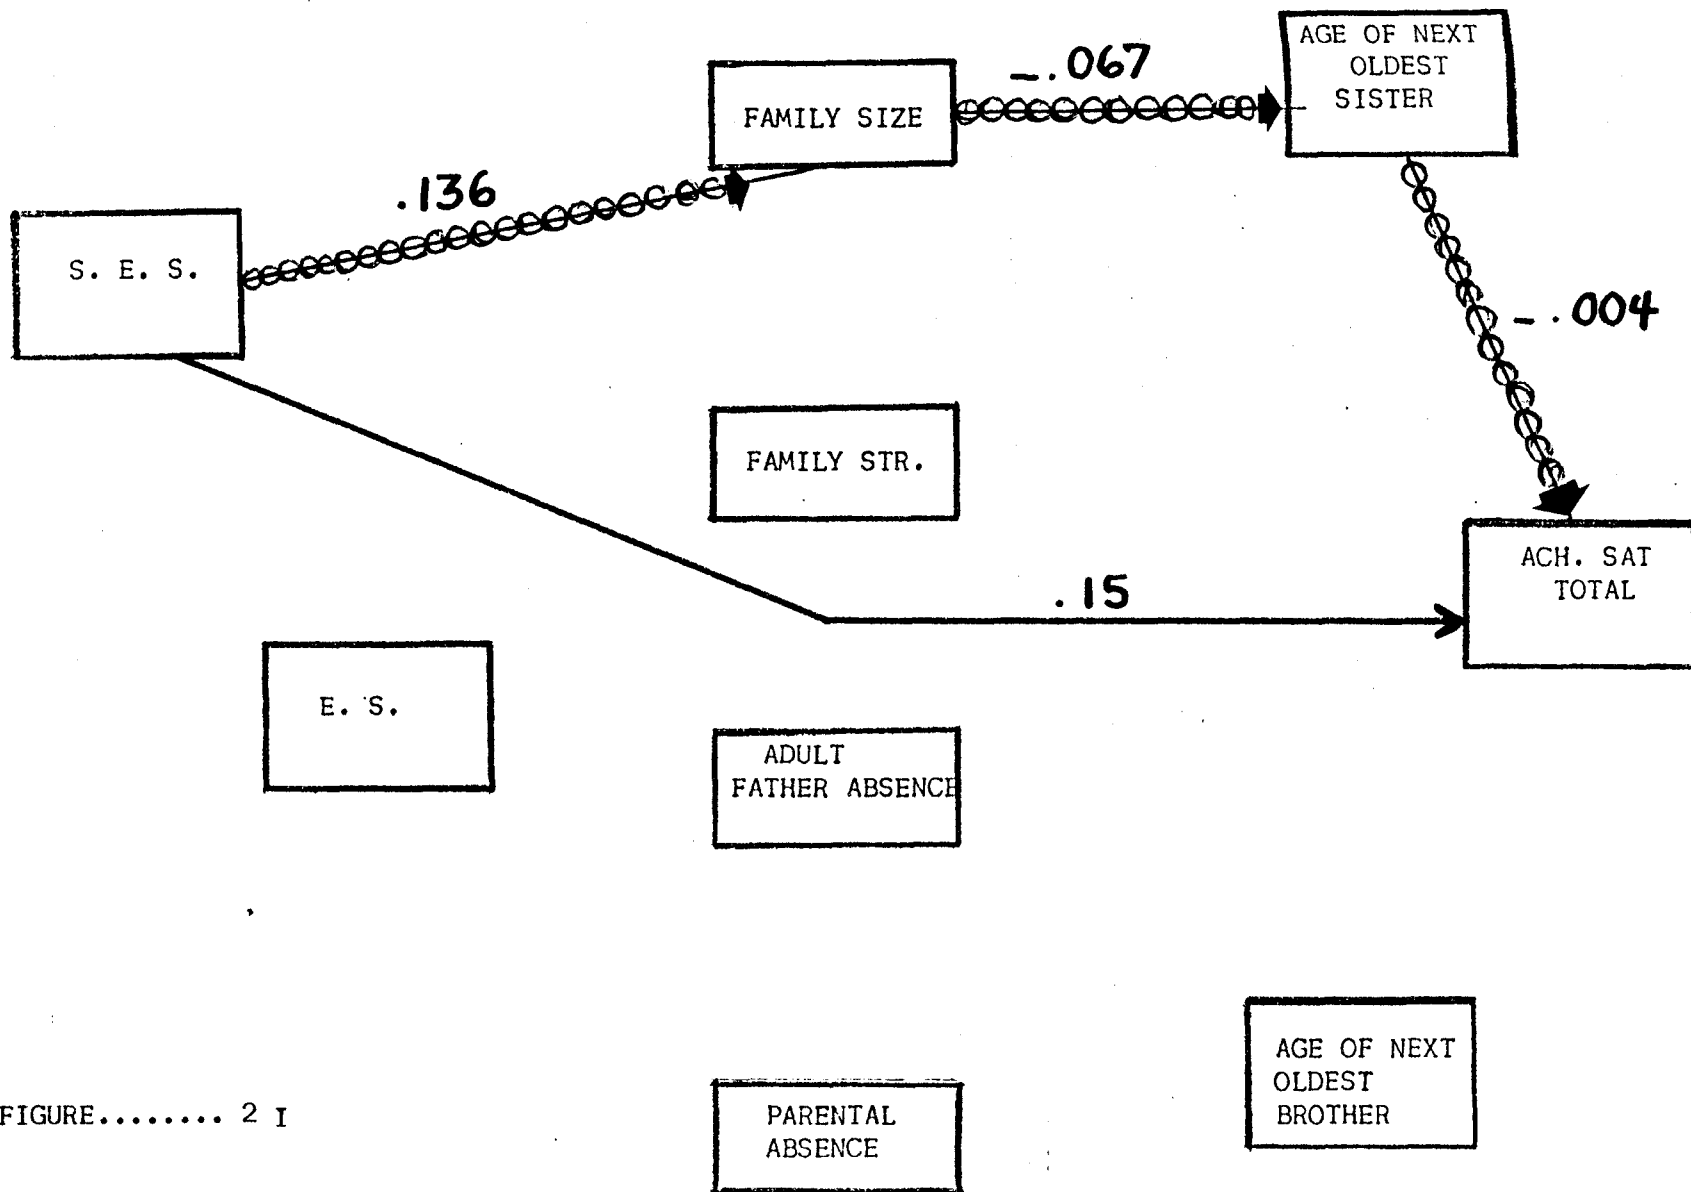 AGE OF NEXT
OLDEST
SISTER
-.067
FAMILY SIZE
.136
S. E. S.
-.004
FAMILY STR.
ACH. SAT
TOTAL
.15
E. S.
ADULT
FATHER ABSENCE
AGE OF NEXT
OLDEST
BROTHER
FIGURE........ 2 I
PARENTAL
ABSENCE